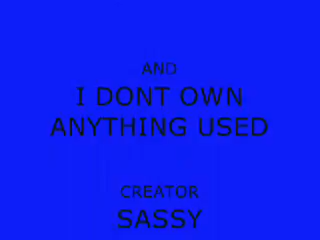 AND
I DONT OWN
ANYTHING USED
CREATOR
SASSY